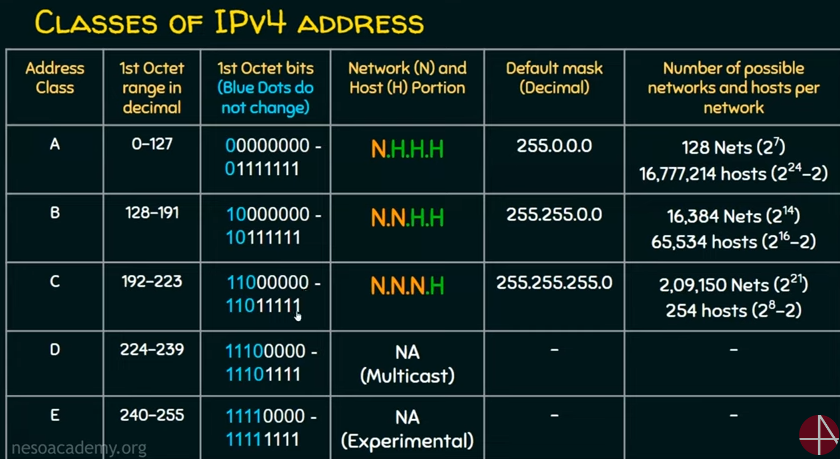 CLASSES OF IPV4 ADDRESS
Address Class
1st Octet range in decimal
1st Octet bits (Blue Dots do not change)
Network (N) and Host (H) Portion
Default mask (Decimal)
Number of possible networks and hosts per network
A
0-127
00000000 -
01111111
N.H.H.H
255.0.0.0
128 Nets (2^7)
16,777,214 hosts (2^24-2)
B
128-191
10000000 -
10111111
N.N.H.H
255.255.0.0
16,384 Nets (2^14)
65,534 hosts (2^16-2)
C
192-223
11000000 -
11011111
N.N.N.H
255.255.255.0
2,09,150 Nets (2^21)
254 hosts (2^8-2)
D
224-239
11100000 -
11101111
NA
(Multicast)
-
-
E
240-255
11110000 -
11111111
NA
(Experimental)
-
-
nesoacademy.org